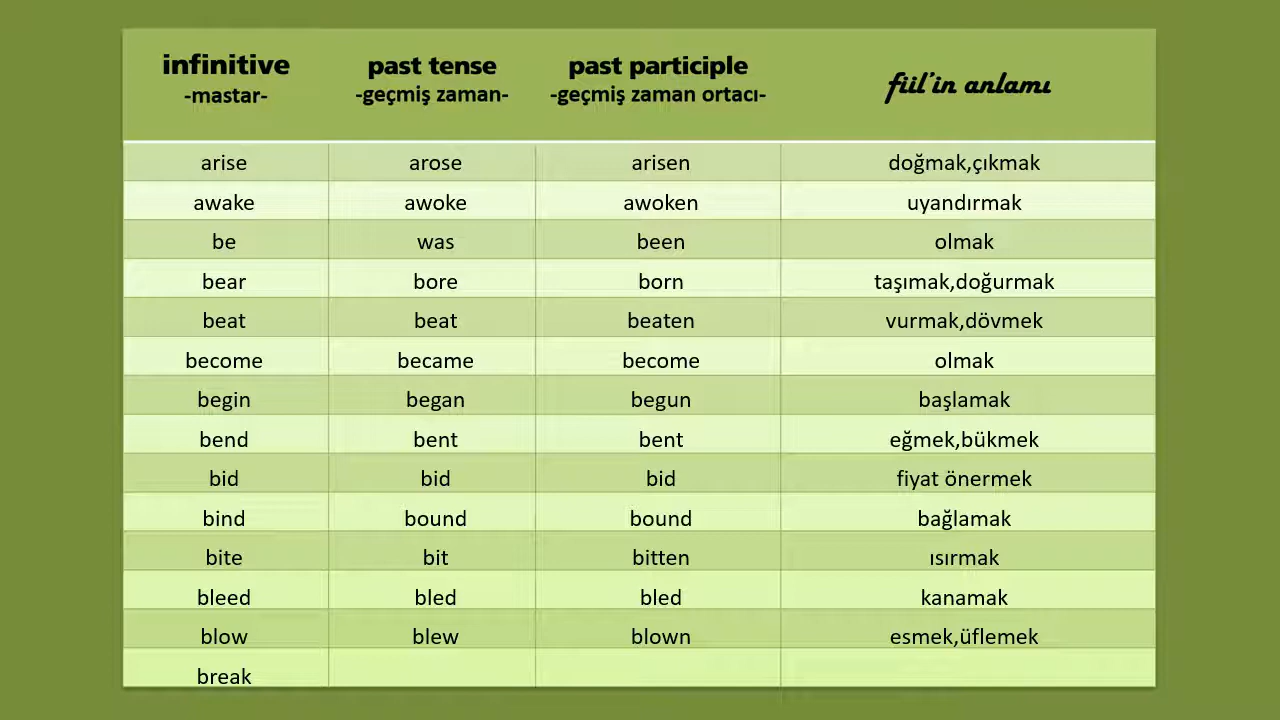 infinitive past tense past participle fiil'in anlamı
-mastar- -geçmiş zaman- -geçmiş zaman ortacı-
arise arose arisen doğmak,çıkmak
awake awoke awoken uyandırmak
be was been olmak
bear bore born taşımak,doğurmak
beat beat beaten vurmak,dövmek
become became become olmak
begin began begun başlamak
bend bent bent eğmek,bükmek
bid bid bid fiyat önermek
bind bound bound bağlamak
bite bit bitten ısırmak
bleed bled bled kanamak
blow blew blown esmek,üflemek
break